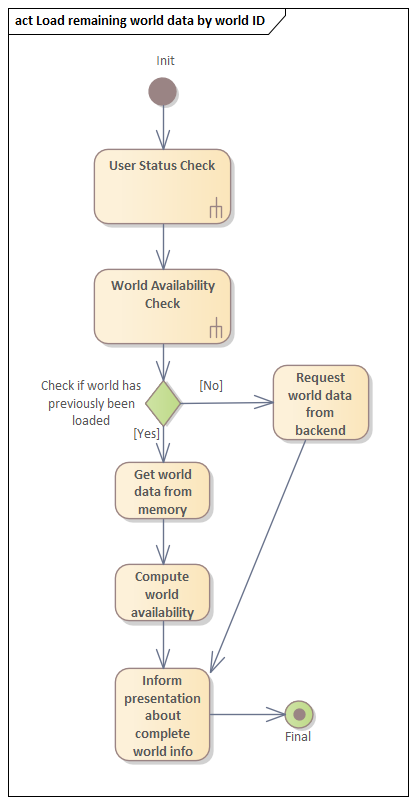 act Load remaining world data by world ID
Init
User Status Check
World Availability
Check
Check if world has
previously been
loaded
[No]
Request
world data
from
backend
[Yes]
Get world
data from
memory
Compute
world
availability
Inform
presentation
about
complete
world info
Final